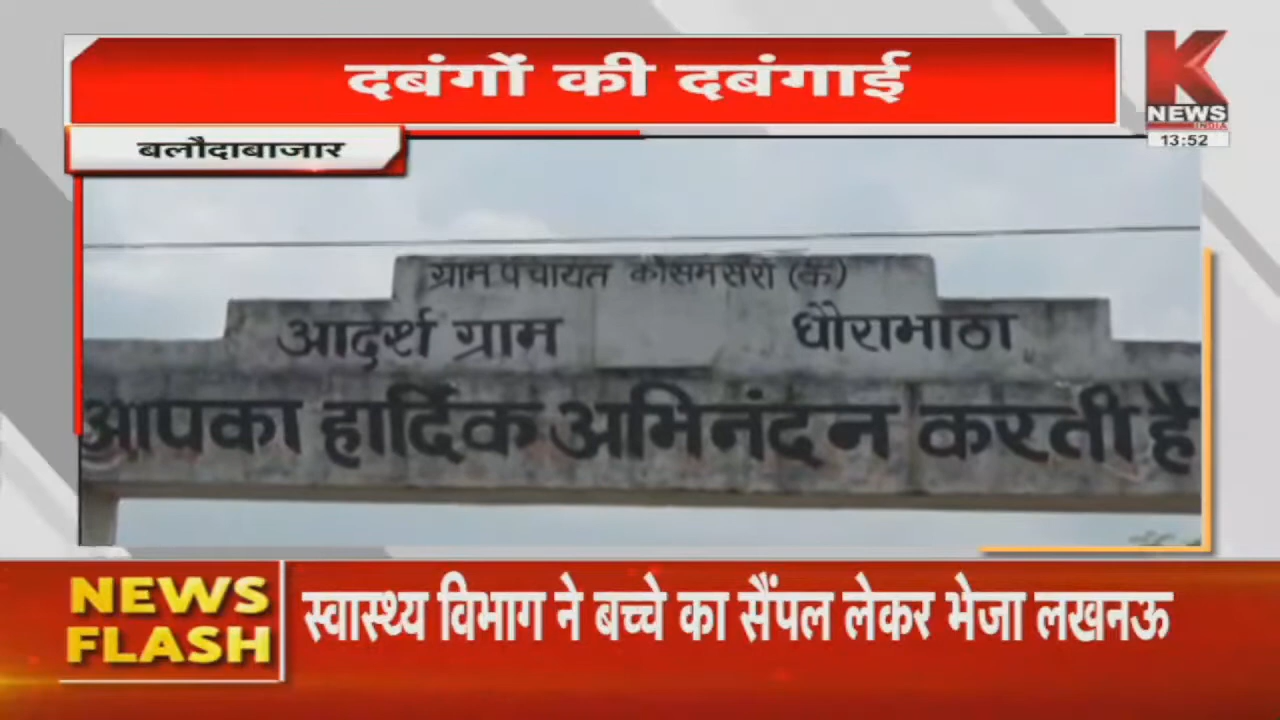 दबंगों की दबंगाई
K
NEWS
INDIA
13:52
बलौदाबाजार
ग्राम पंचायत कोसमसरा (क)
आदर्श ग्राम धौराभाठा
आपका हार्दिक अभिनंदन करती है
NEWS
FLASH
स्वास्थ्य विभाग ने बच्चे का सैंपल लेकर भेजा लखनऊ